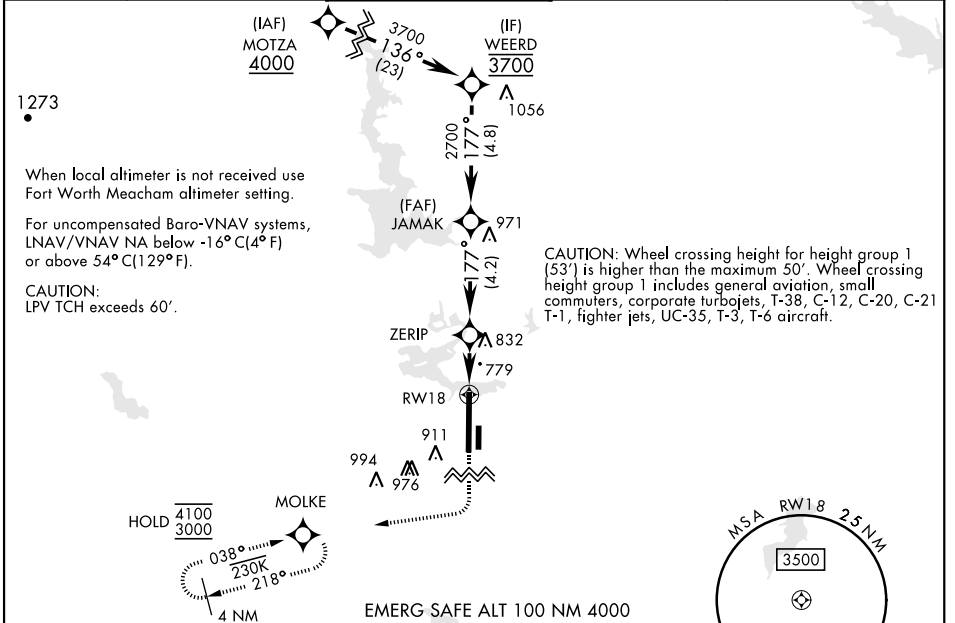 (IAF)
MOTZA
4000
3700
136°
(23)
(IF)
WEERD
3700
1056
1273
2700
177°
(4.8)
When local altimeter is not received use
Fort Worth Meacham altimeter setting.
For uncompensated Baro-VNAV systems,
LNAV/VNAV NA below -16°C(4°F)
or above 54°C(129°F).
CAUTION:
LPV TCH exceeds 60'.
(FAF)
JAMAK
971
177°
(4.2)
CAUTION: Wheel crossing height for height group 1
(53') is higher than the maximum 50'. Wheel crossing
height group 1 includes general aviation, small
commuters, corporate turbojets, T-38, C-12, C-20, C-21
T-1, fighter jets, UC-35, T-3, T-6 aircraft.
ZERIP
832
779
RW18
911
994
976
MOLKE
HOLD
4100
3000
038°
230K
218°
4 NM
EMERG SAFE ALT 100 NM 4000
MSA RW18 25 NM
3500